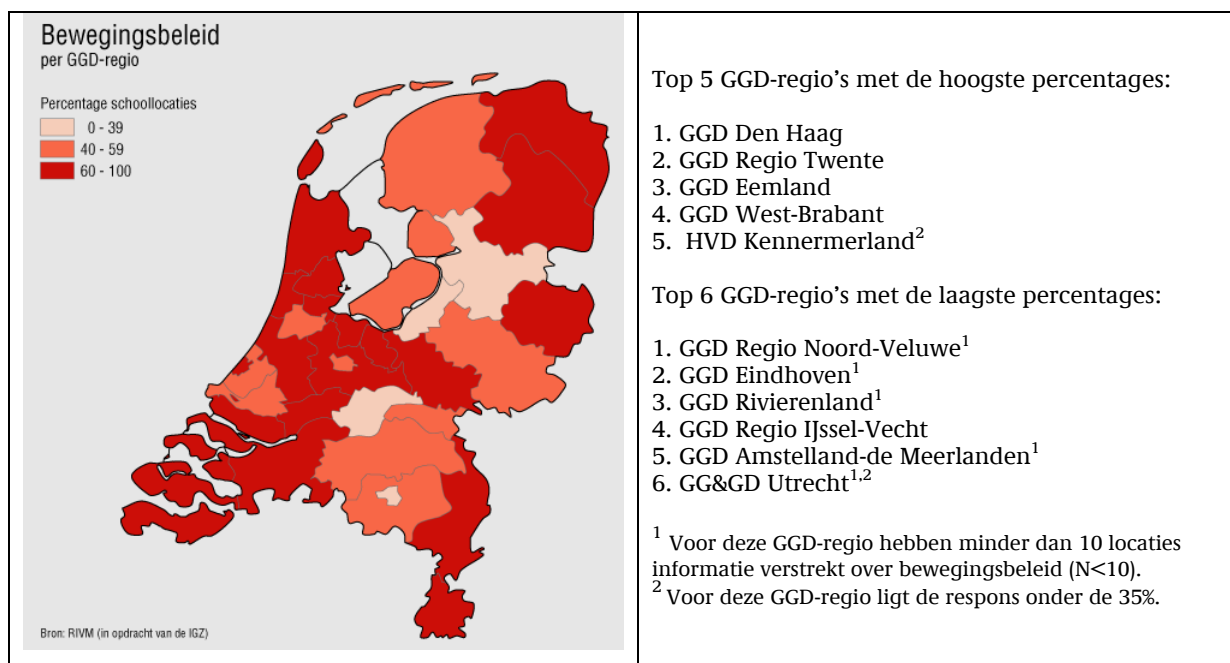 Bewegingsbeleid
per GGD-regio
Percentage schoollocaties
0 - 39
40 - 59
60 - 100
Bron: RIVM (in opdracht van de IGZ)
Top 5 GGD-regio's met de hoogste percentages:
1. GGD Den Haag
2. GGD Regio Twente
3. GGD Eemland
4. GGD West-Brabant
5. HVD Kennermerland2
Top 6 GGD-regio's met de laagste percentages:
1. GGD Regio Noord-Veluwe1
2. GGD Eindhoven1
3. GGD Rivierenland1
4. GGD Regio IJssel-Vecht
5. GGD Amstelland-de Meerlanden1
6. GG&GD Utrecht1,2
1 Voor deze GGD-regio hebben minder dan 10 locaties
informatie verstrekt over bewegingsbeleid (N<10).
2 Voor deze GGD-regio ligt de respons onder de 35%.